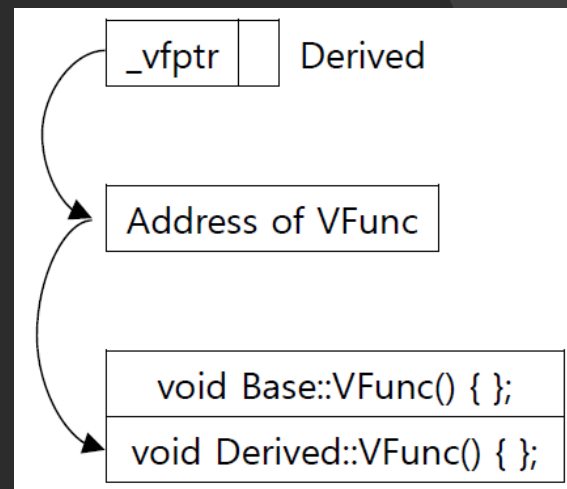 _vfptr Derived
Address of VFunc
void Base::VFunc() { };
void Derived::VFunc() { };